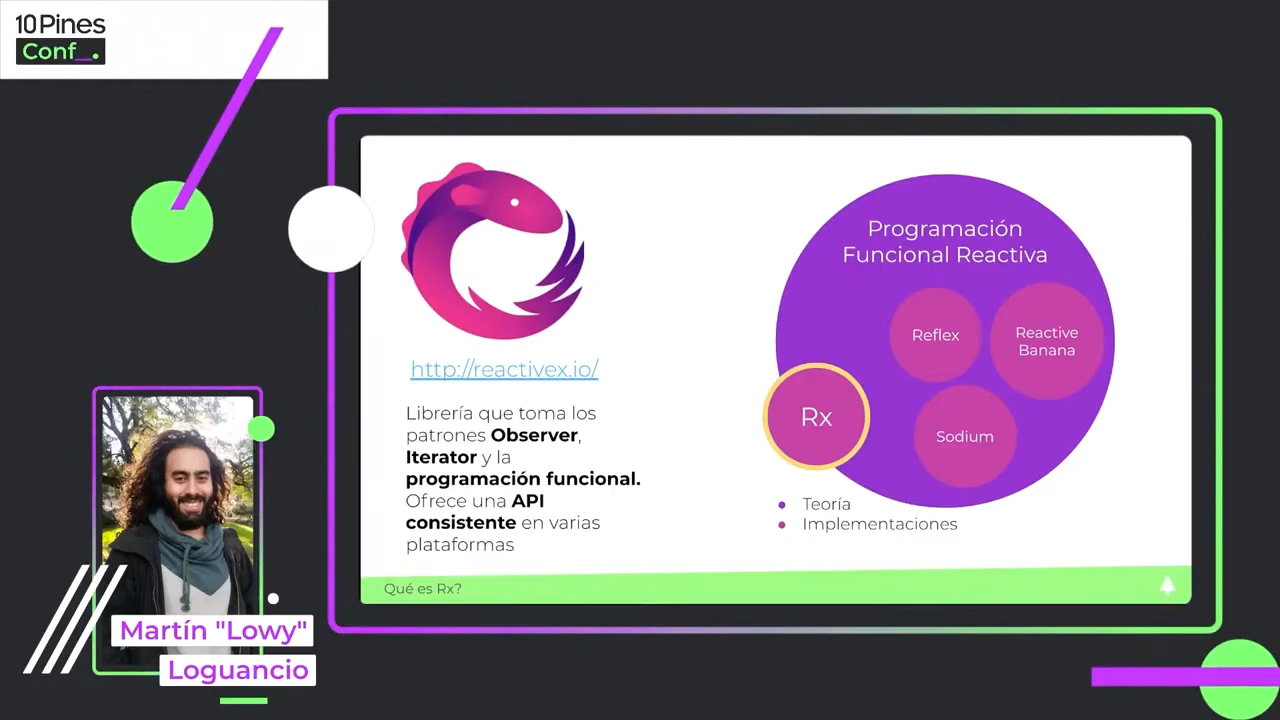 10Pines
Conf_.
http://reactivex.io/
Librería que toma los
patrones Observer,
Iterator y la
programación funcional.
Ofrece una API
consistente en varias
plataformas
Programación
Funcional Reactiva
Reflex
Reactive
Banana
Rx
Sodium
Teoría
Implementaciones
Qué es Rx?
Martín "Lowy"
Loguancio